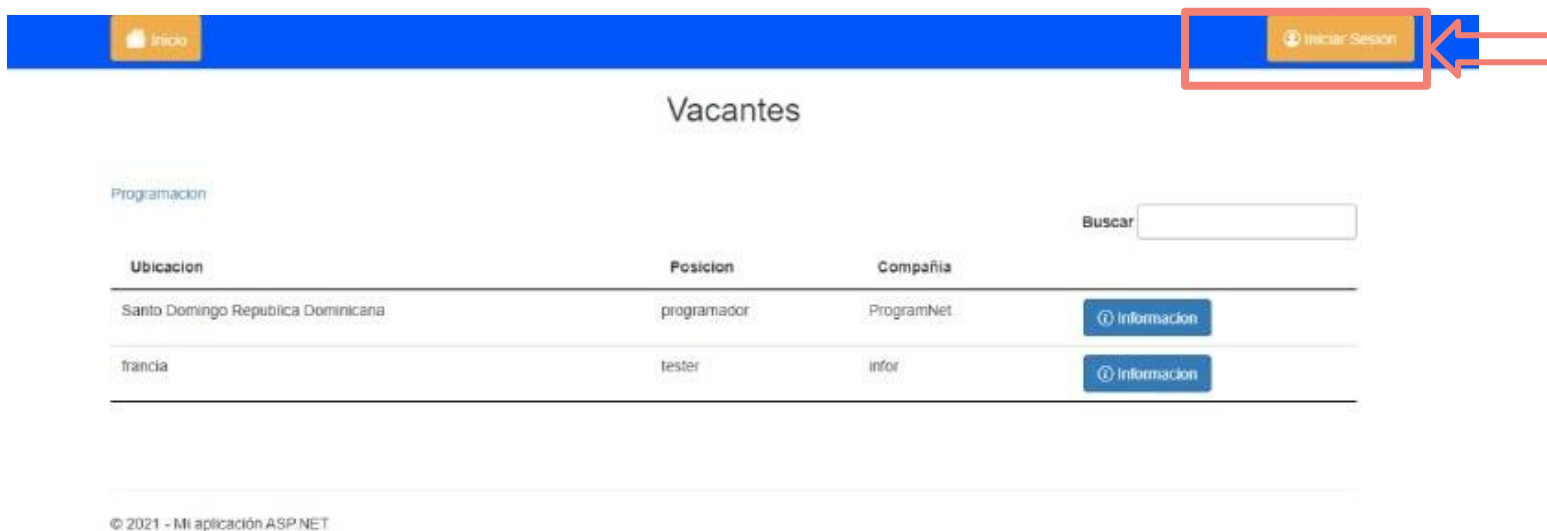 Inicio
Iniciar Sesion
Vacantes
Programacion
Buscar
Ubicacion Posicion Compañia
Santo Domingo Republica Dominicana programador ProgramNet Informacion
francia tester infor Informacion
© 2021 - Mi aplicación ASP.NET